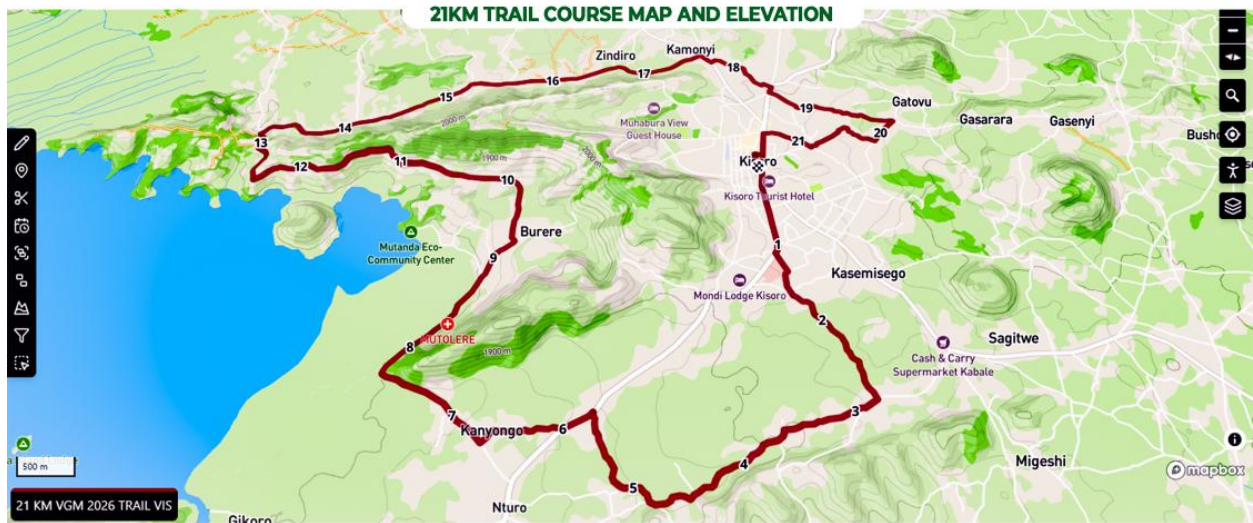 21KM TRAIL COURSE MAP AND ELEVATION
Zindiro
Kamonyi
17
18
16
15
19
Gatovu
Muhabura View
Guest House
20
Gasarara
Gasenyi
14
2000 m
13
21
12
11
1900 m
2000 m
Kisoro
10
Kisoro Tourist Hotel
Burere
Mutanda Eco-
Community Center
9
1
Kasemisego
Mondi Lodge Kisoro
2
MUTOLERE
8
1900 m
Sagitwe
Cash & Carry
Supermarket Kabale
7
3
Kanyongo
6
4
Migeshi
500 m
mapbox
5
21 KM VGM 2026 TRAIL VIS
Nturo
Gikoro